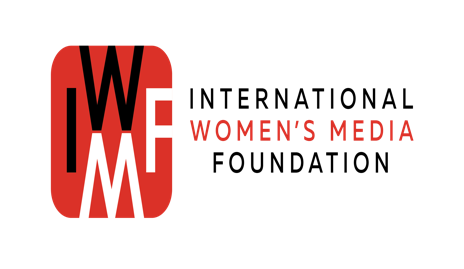 IWMF
INTERNATIONAL
WOMEN'S MEDIA
FOUNDATION